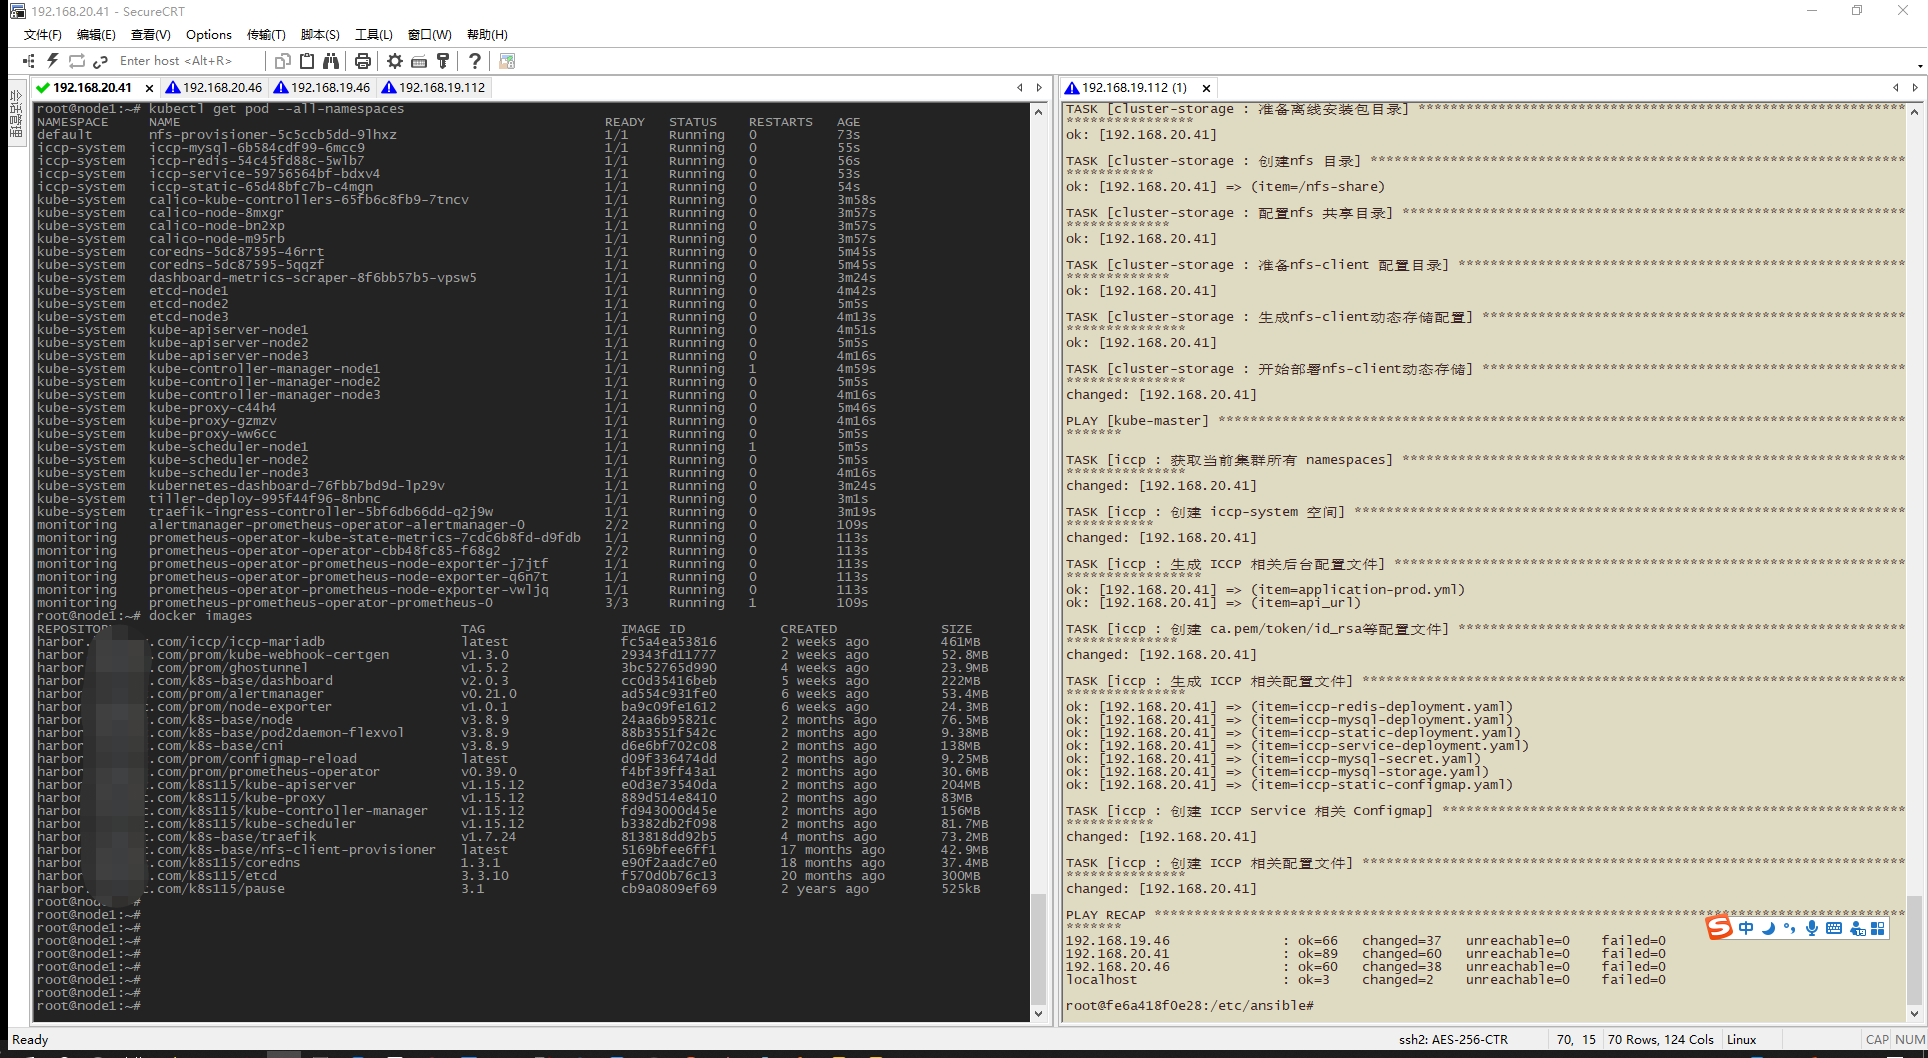 192.168.20.41 - SecureCRT
文件(F) 编辑(E) 查看(V) Options 传输(T) 脚本(S) 工具(L) 窗口(W) 帮助(H)
Enter host <Alt+R>
会话管理
192.168.20.41 192.168.20.46 192.168.19.46 192.168.19.112
root@node1:~# kubectl get pod --all-namespaces
NAMESPACE NAME READY STATUS RESTARTS AGE
default nfs-provisioner-5c5ccb5dd-9lhxz 1/1 Running 0 73s
iccp-system iccp-mysql-6b584cdf99-6mcc9 1/1 Running 0 55s
iccp-system iccp-redis-54c45fd88c-5wlb7 1/1 Running 0 56s
iccp-system iccp-service-59756564bf-bdxv4 1/1 Running 0 53s
iccp-system iccp-static-65d48bfc7b-c4mgn 1/1 Running 0 54s
kube-system calico-kube-controllers-65fb6c8fb9-7tncv 1/1 Running 0 3m58s
kube-system calico-node-8mxgr 1/1 Running 0 3m57s
kube-system calico-node-bn2xp 1/1 Running 0 3m57s
kube-system calico-node-m95rb 1/1 Running 0 3m57s
kube-system coredns-5dc87595-46rrt 1/1 Running 0 5m45s
kube-system coredns-5dc87595-5qqzf 1/1 Running 0 5m45s
kube-system dashboard-metrics-scraper-8f6bb57b5-vpsw5 1/1 Running 0 3m24s
kube-system etcd-node1 1/1 Running 0 4m42s
kube-system etcd-node2 1/1 Running 0 5m5s
kube-system etcd-node3 1/1 Running 0 4m13s
kube-system kube-apiserver-node1 1/1 Running 0 4m51s
kube-system kube-apiserver-node2 1/1 Running 0 5m5s
kube-system kube-apiserver-node3 1/1 Running 0 4m16s
kube-system kube-controller-manager-node1 1/1 Running 1 4m59s
kube-system kube-controller-manager-node2 1/1 Running 0 5m5s
kube-system kube-controller-manager-node3 1/1 Running 0 4m16s
kube-system kube-proxy-c44h4 1/1 Running 0 5m46s
kube-system kube-proxy-gzmzv 1/1 Running 0 4m16s
kube-system kube-proxy-ww6cc 1/1 Running 0 5m5s
kube-system kube-scheduler-node1 1/1 Running 1 5m5s
kube-system kube-scheduler-node2 1/1 Running 0 5m5s
kube-system kube-scheduler-node3 1/1 Running 0 4m16s
kube-system kubernetes-dashboard-76fbb7bd9d-lp29v 1/1 Running 0 3m24s
kube-system tiller-deploy-995f44f96-8nbnc 1/1 Running 0 3m1s
kube-system traefik-ingress-controller-5bf6db66dd-q2j9w 1/1 Running 0 3m19s
monitoring alertmanager-prometheus-operator-alertmanager-0 2/2 Running 0 109s
monitoring prometheus-operator-kube-state-metrics-7cdc6b8fd-d9fdb 1/1 Running 0 113s
monitoring prometheus-operator-operator-cbb48fc85-f68g2 2/2 Running 0 113s
monitoring prometheus-operator-prometheus-node-exporter-j7jtf 1/1 Running 0 113s
monitoring prometheus-operator-prometheus-node-exporter-q6n7t 1/1 Running 0 113s
monitoring prometheus-operator-prometheus-node-exporter-vwljq 1/1 Running 0 113s
monitoring prometheus-prometheus-operator-prometheus-0 3/3 Running 1 109s
root@node1:~# docker images
REPOSITORY TAG IMAGE ID CREATED SIZE
harbor. .com/iccp/iccp-mariadb latest fc5a4ea53816 2 weeks ago 461MB
harbor .com/prom/kube-webhook-certgen v1.3.0 29343fd11777 2 weeks ago 52.8MB
harbor .com/prom/ghostunnel v1.5.2 3bc52765d990 4 weeks ago 23.9MB
harbor .com/k8s-base/dashboard v2.0.3 cc0d35416beb 5 weeks ago 222MB
harbor .com/prom/alertmanager v0.21.0 ad554c931fe0 6 weeks ago 53.4MB
harbor .com/prom/node-exporter v1.0.1 ba9c09fe1612 6 weeks ago 24.3MB
harbor .com/k8s-base/node v3.8.9 24aa6b95821c 2 months ago 76.5MB
harbor .com/k8s-base/pod2daemon-flexvol v3.8.9 88b3551f542c 2 months ago 9.38MB
harbor .com/k8s-base/cni v3.8.9 d6e6bf702c08 2 months ago 138MB
harbor .com/prom/configmap-reload latest d09f336474dd 2 months ago 9.25MB
harbor .com/prom/prometheus-operator v0.39.0 f4bf39ff43a1 2 months ago 30.6MB
harbor .com/k8s115/kube-apiserver v1.15.12 e0d3e73540da 2 months ago 204MB
harbor .com/k8s115/kube-proxy v1.15.12 889d514e8410 2 months ago 83MB
harbor .com/k8s115/kube-controller-manager v1.15.12 fd943000d45e 2 months ago 156MB
harbor .com/k8s115/kube-scheduler v1.15.12 b3382db2f098 2 months ago 81.7MB
harbor .com/k8s-base/traefik v1.7.24 813818dd92b5 4 months ago 73.2MB
harbor .com/k8s-base/nfs-client-provisioner latest 5169bfee6ff1 17 months ago 42.9MB
harbor .com/k8s115/coredns 1.3.1 e90f2aadc7e0 18 months ago 37.4MB
harbor .com/k8s115/etcd 3.3.10 f570d0b76c13 20 months ago 300MB
harbor. .com/k8s115/pause 3.1 cb9a0809ef69 2 years ago 525kB
root@node1:~#
root@node1:~#
root@node1:~#
root@node1:~#
root@node1:~#
root@node1:~#
root@node1:~#
root@node1:~#
root@node1:~#
192.168.19.112 (1)
TASK [cluster-storage : 准备离线安装包目录] ****************
ok: [192.168.20.41]
TASK [cluster-storage : 创建nfs 目录] ***********
ok: [192.168.20.41] => (item=/nfs-share)
TASK [cluster-storage : 配置nfs 共享目录] *************
ok: [192.168.20.41]
TASK [cluster-storage : 准备nfs-client 配置目录] *************
ok: [192.168.20.41]
TASK [cluster-storage : 生成nfs-client动态存储配置] ***************
ok: [192.168.20.41]
TASK [cluster-storage : 开始部署nfs-client动态存储] ***************
changed: [192.168.20.41]
PLAY [kube-master] *******
TASK [iccp : 获取当前集群所有 namespaces] ***************
changed: [192.168.20.41]
TASK [iccp : 创建 iccp-system 空间] ***********
changed: [192.168.20.41]
TASK [iccp : 生成 ICCP 相关后台配置文件] *****************
ok: [192.168.20.41] => (item=application-prod.yml)
ok: [192.168.20.41] => (item=api_url)
TASK [iccp : 创建 ca.pem/token/id_rsa等配置文件] **************
changed: [192.168.20.41]
TASK [iccp : 生成 ICCP 相关配置文件] ***************
ok: [192.168.20.41] => (item=iccp-redis-deployment.yaml)
ok: [192.168.20.41] => (item=iccp-mysql-deployment.yaml)
ok: [192.168.20.41] => (item=iccp-static-deployment.yaml)
ok: [192.168.20.41] => (item=iccp-service-deployment.yaml)
ok: [192.168.20.41] => (item=iccp-mysql-secret.yaml)
ok: [192.168.20.41] => (item=iccp-mysql-storage.yaml)
ok: [192.168.20.41] => (item=iccp-static-configmap.yaml)
TASK [iccp : 创建 ICCP Service 相关 Configmap] ***********
changed: [192.168.20.41]
TASK [iccp : 创建 ICCP 相关配置文件] ***************
changed: [192.168.20.41]
PLAY RECAP *******
192.168.19.46 : ok=66 changed=37 unreachable=0 failed=0
192.168.20.41 : ok=89 changed=60 unreachable=0 failed=0
192.168.20.46 : ok=60 changed=38 unreachable=0 failed=0
localhost : ok=3 changed=2 unreachable=0 failed=0
root@fe6a418f0e28:/etc/ansible#
中
Ready ssh2: AES-256-CTR 70, 15 70 Rows, 124 Cols Linux CAP NUM